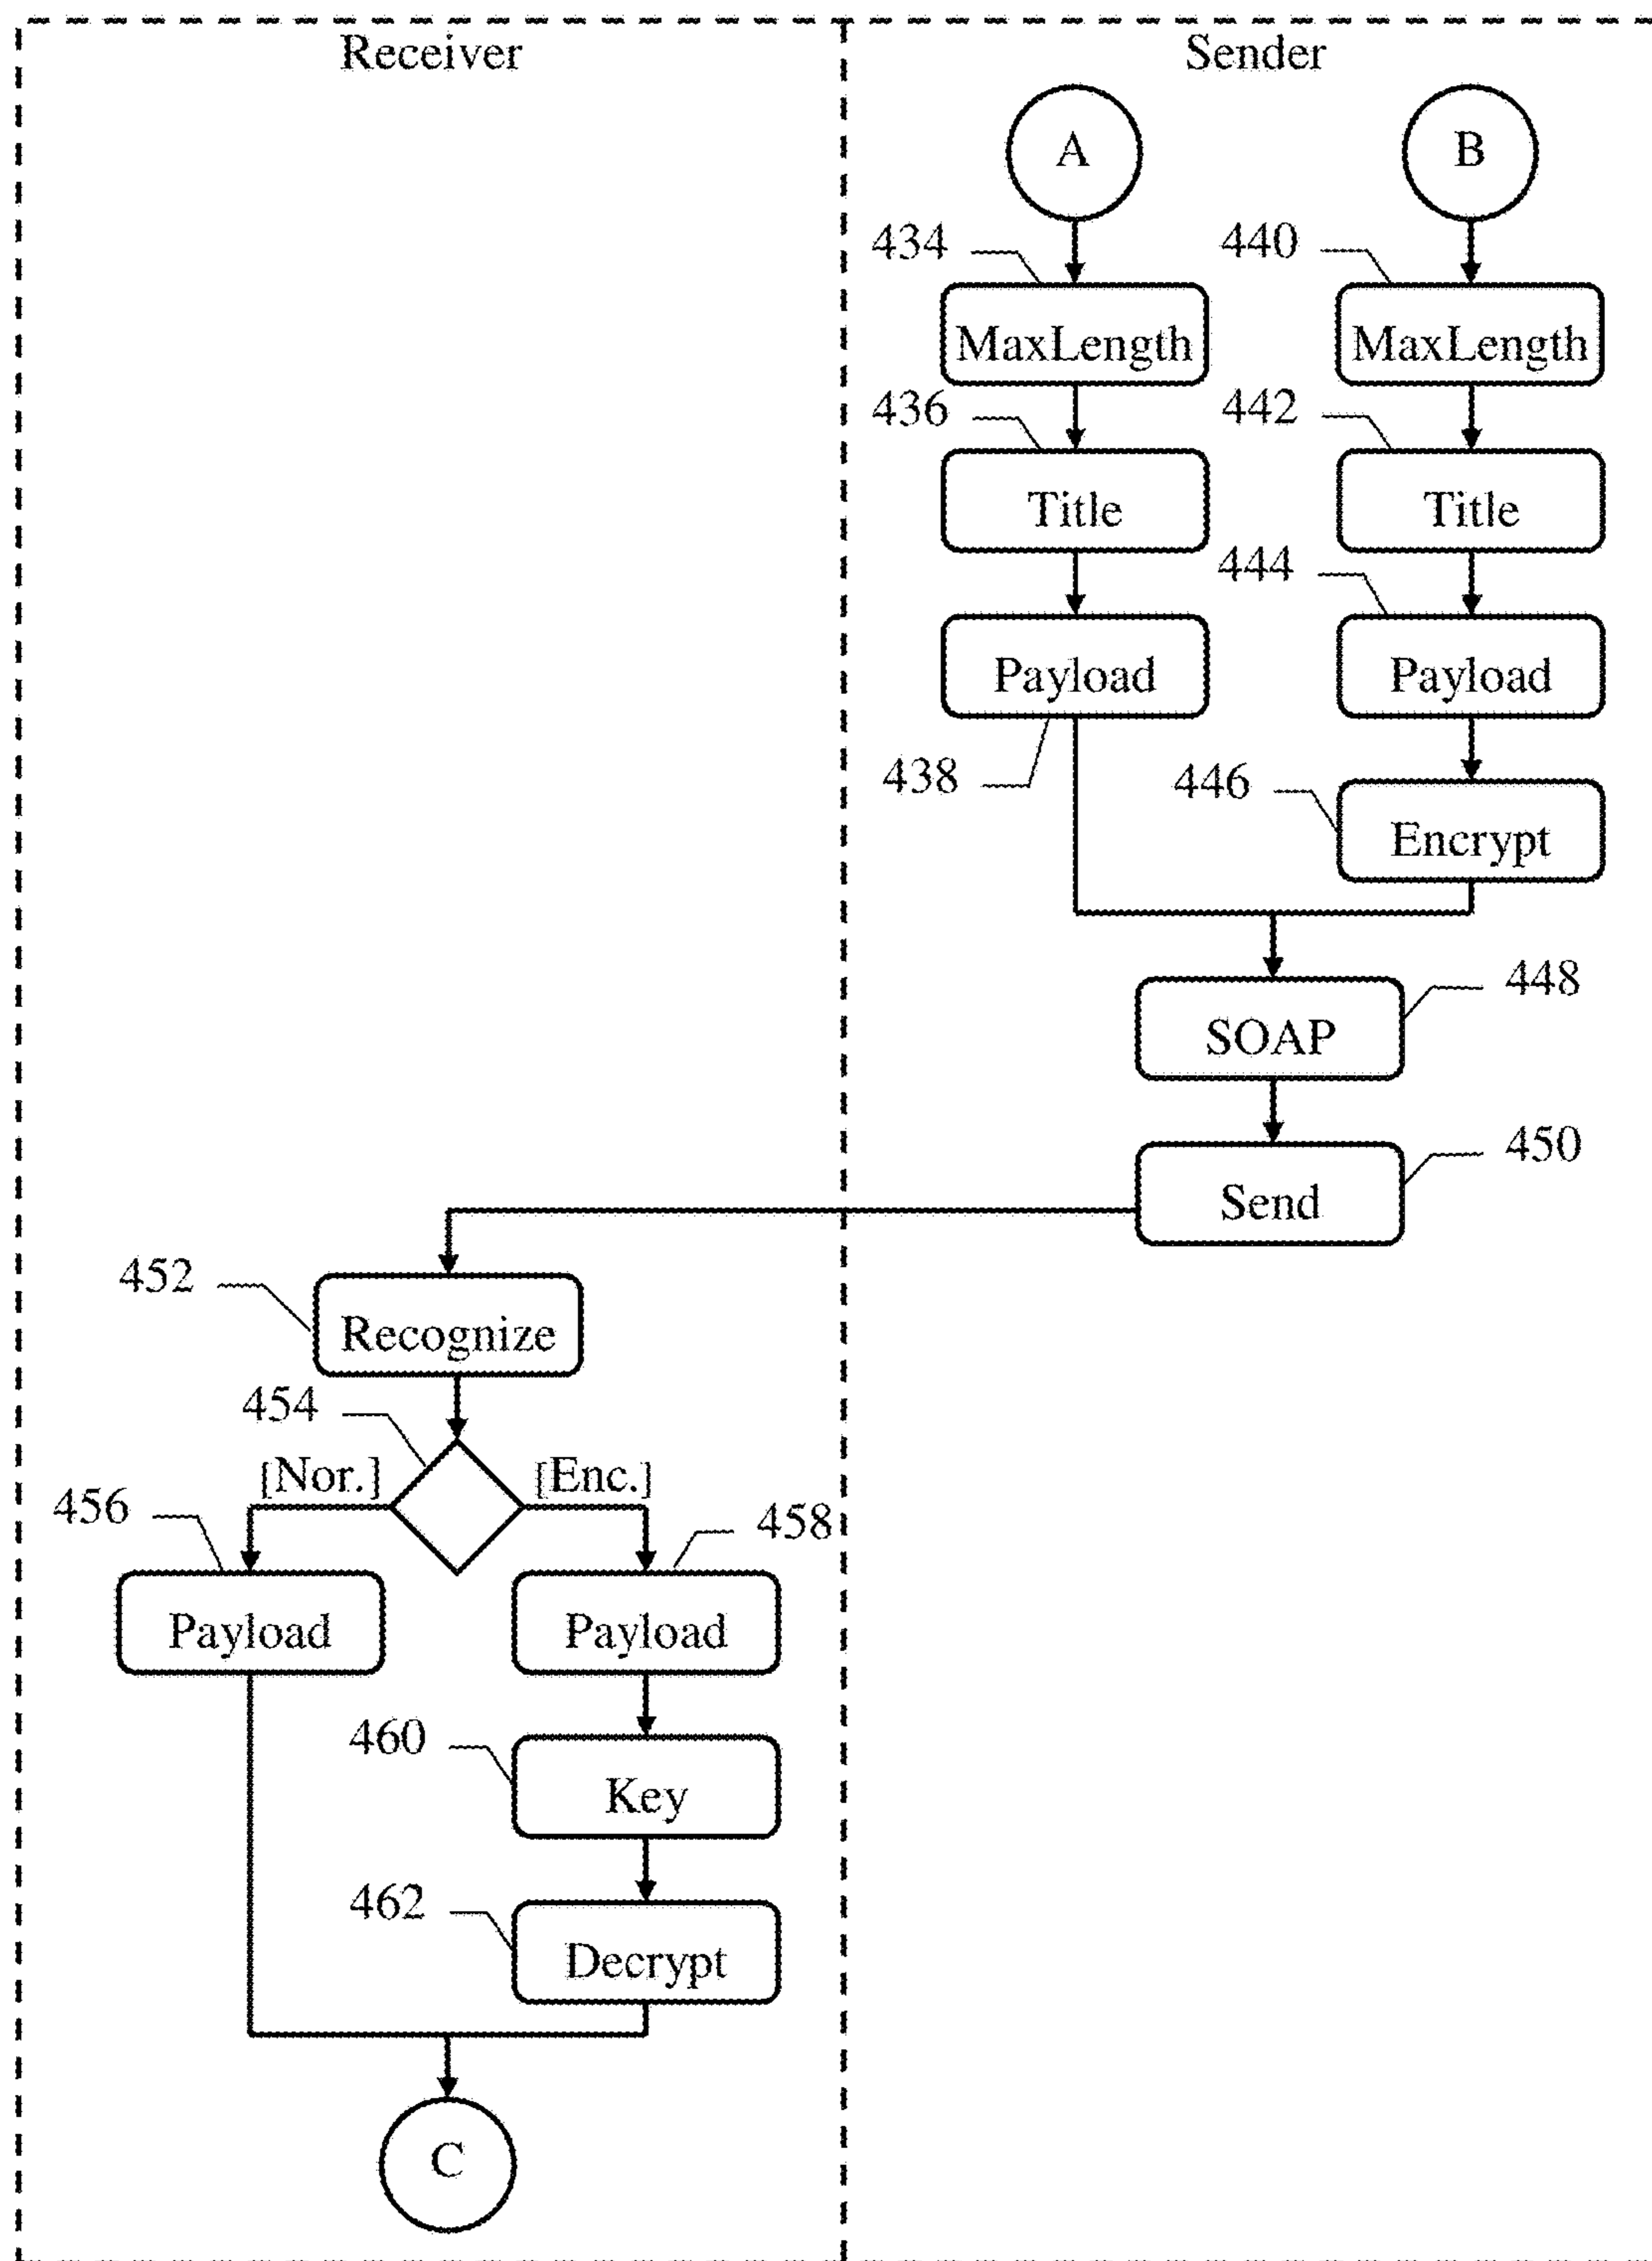 Receiver
Sender
A
B
434
440
MaxLength
MaxLength
436
442
Title
Title
444
Payload
Payload
438
446
Encrypt
448
SOAP
450
Send
452
Recognize
454
[Nor.]
[Enc.]
456
458
Payload
Payload
460
Key
462
Decrypt
C